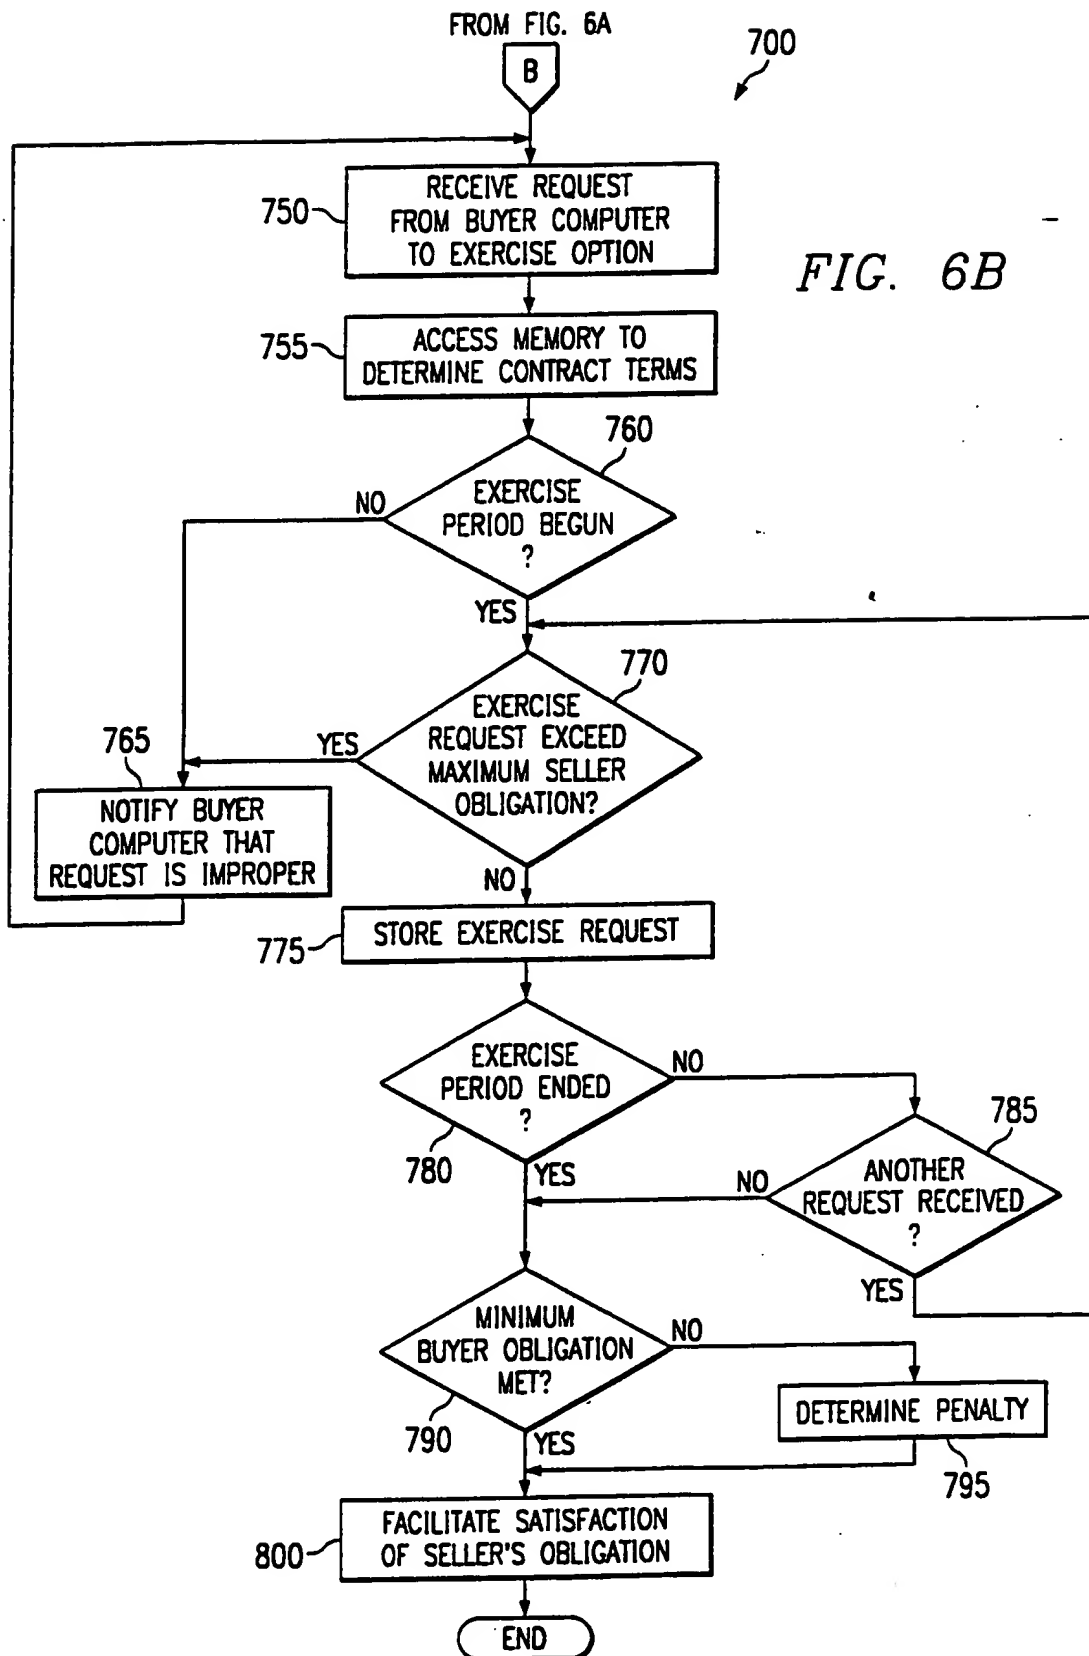 FROM FIG. 6A
B
700
750
RECEIVE REQUEST
FROM BUYER COMPUTER
TO EXERCISE OPTION
FIG. 6B
755
ACCESS MEMORY TO
DETERMINE CONTRACT TERMS
760
EXERCISE
PERIOD BEGUN
?
NO
YES
770
EXERCISE
REQUEST EXCEED
MAXIMUM SELLER
OBLIGATION?
YES
NO
765
NOTIFY BUYER
COMPUTER THAT
REQUEST IS IMPROPER
775
STORE EXERCISE REQUEST
EXERCISE
PERIOD ENDED
?
780
NO
YES
785
ANOTHER
REQUEST RECEIVED
?
NO
YES
MINIMUM
BUYER OBLIGATION
MET?
790
NO
YES
DETERMINE PENALTY
795
800
FACILITATE SATISFACTION
OF SELLER'S OBLIGATION
END